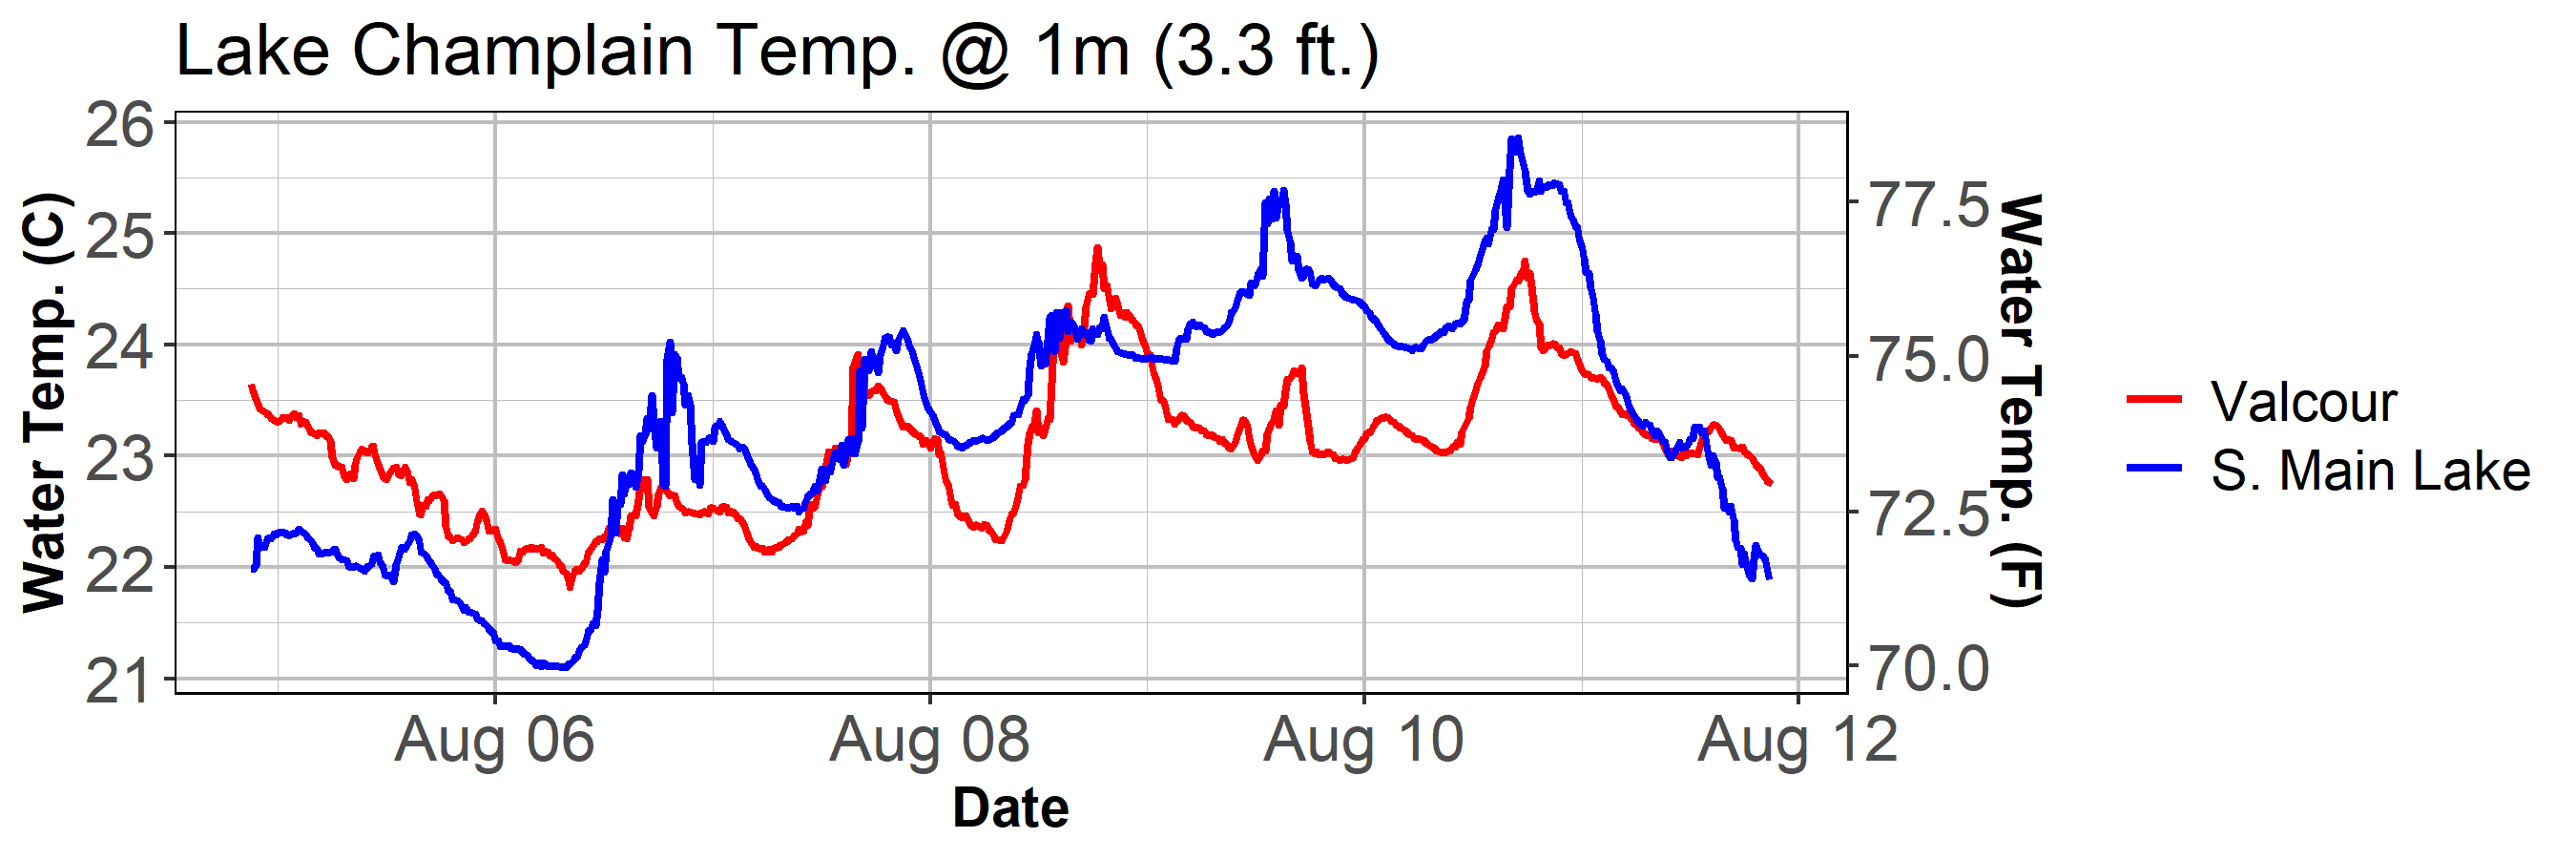 Lake Champlain Temp. @ 1m (3.3 ft.)
Water Temp. (C)
26
25
24
23
22
21
77.5
75.0
72.5
70.0
Water Temp. (F)
Aug 06 Aug 08 Aug 10 Aug 12
Date
Valcour
S. Main Lake